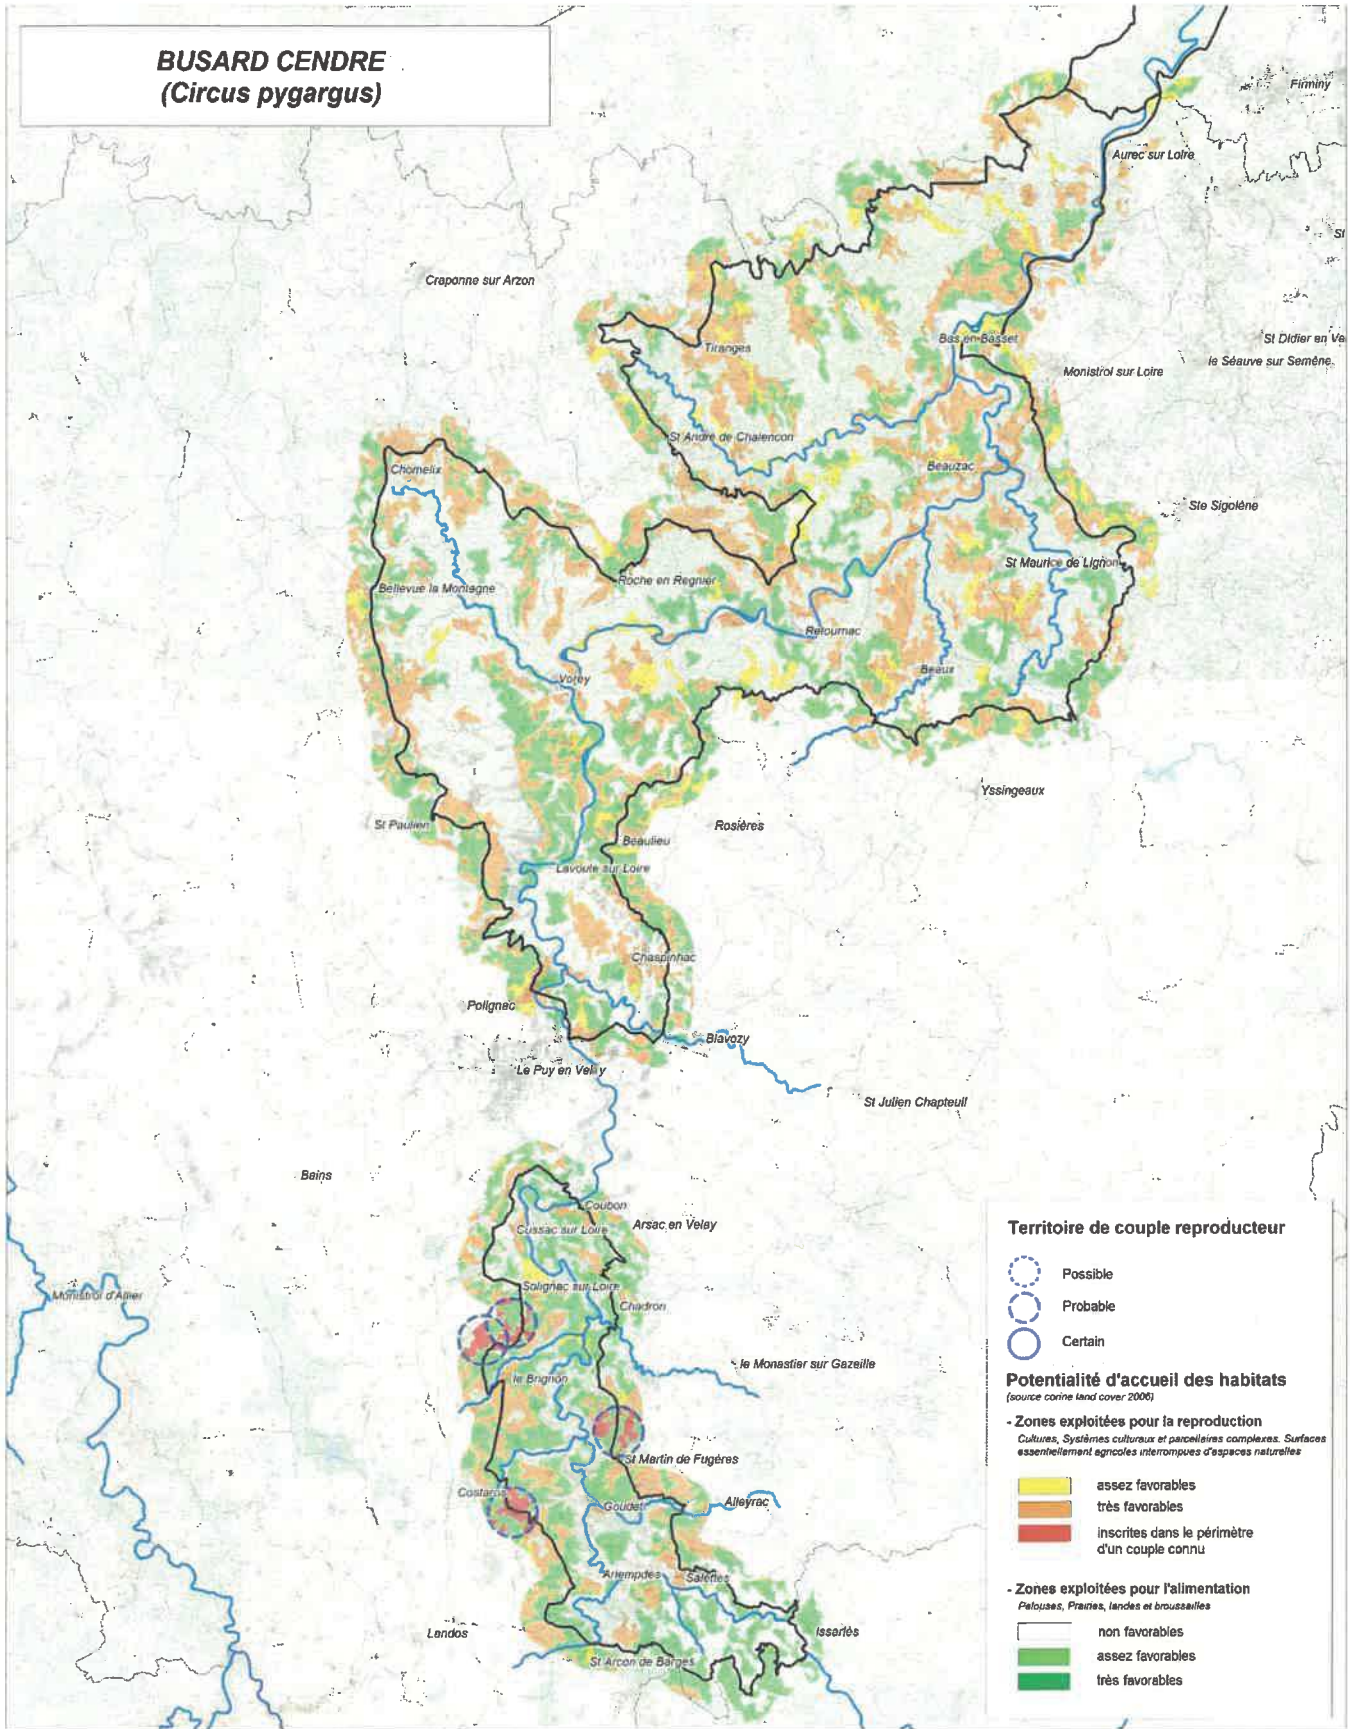 BUSARD CENDRE
(Circus pygargus)
Firminy
Aurec sur Loire
St
Craponne sur Arzon
Tiranges
Bas en Basset
St Didier en Ve
la Séauve sur Semène
Monistrol sur Loire
St André de Chalencon
Beauzac
Chomelix
Ste Sigolène
St Maurice de Lignon
Roche en Regnier
Bellevue la Montagne
Retournac
Beaux
Vorey
Yssingeaux
St Paulien
Rosières
Beaulieu
Lavoute sur Loire
Chaspinhac
Polignac
Blavozy
Le Puy en Velay
St Julien Chapteuil
Bains
Coubon
Cussac sur Loire
Arsac en Velay
Solignac sur Loire
Monistrol d'Allier
Chadron
le Monastier sur Gazeille
le Brignon
St Martin de Fugères
Costaros
Goudet
Alleyrac
Arlempdes
Salettes
Landos
Issarlès
St Arcon de Barges
Territoire de couple reproducteur
Possible
Probable
Certain
Potentialité d'accueil des habitats
(source corine land cover 2006)
- Zones exploitées pour la reproduction
Cultures, Systèmes culturaux et parcellaires complexes. Surfaces
essentiellement agricoles interrompues d'espaces naturelles
assez favorables
très favorables
inscrites dans le périmètre
d'un couple connu
- Zones exploitées pour l'alimentation
Pelouses, Prairies, landes et broussailles
non favorables
assez favorables
très favorables